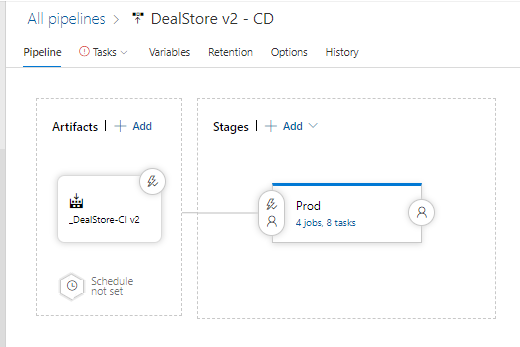 All pipelines > DealStore v2 - CD
Pipeline Tasks Variables Retention Options History
Artifacts | + Add
Stages | + Add
_DealStore-CI v2
Schedule
not set
Prod
4 jobs, 8 tasks